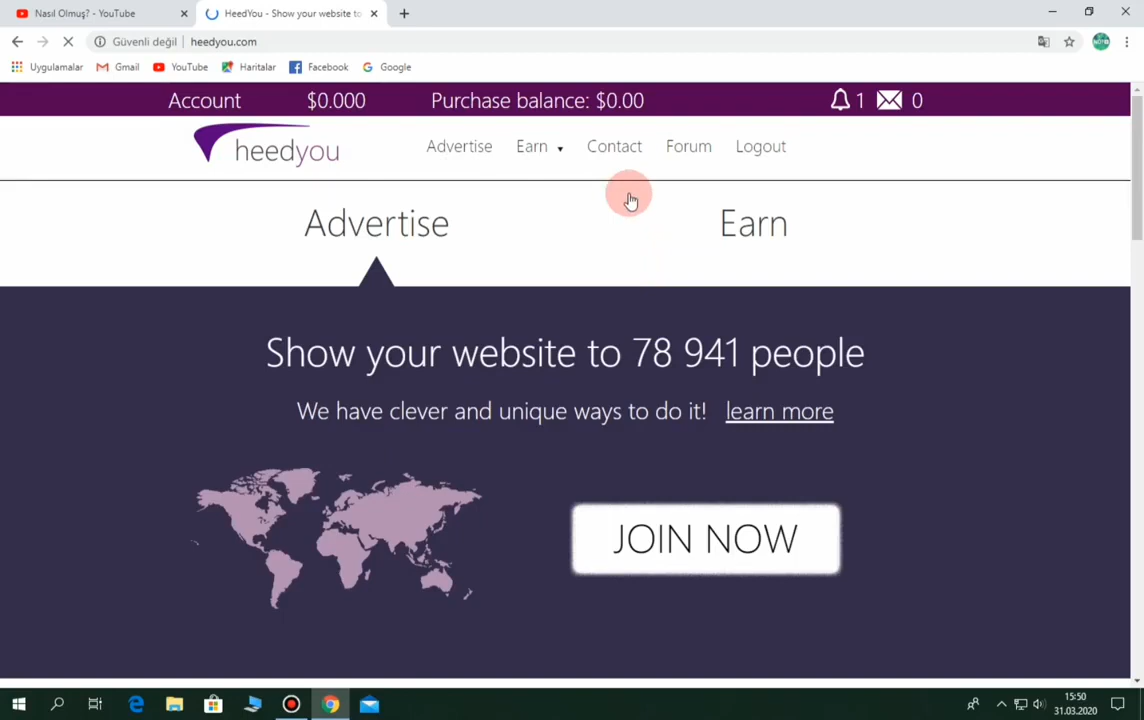 Nasıl Olmuş? - YouTube
HeedYou - Show your website to
Güvenli değil
heedyou.com
Uygulamalar
Gmail
YouTube
Haritalar
Facebook
Google
Account
$0.000
Purchase balance: $0.00
1
0
heedyou
Advertise
Earn
Contact
Forum
Logout
Advertise
Earn
Show your website to 78 941 people
We have clever and unique ways to do it! learn more
JOIN NOW
15:50
31.03.2020